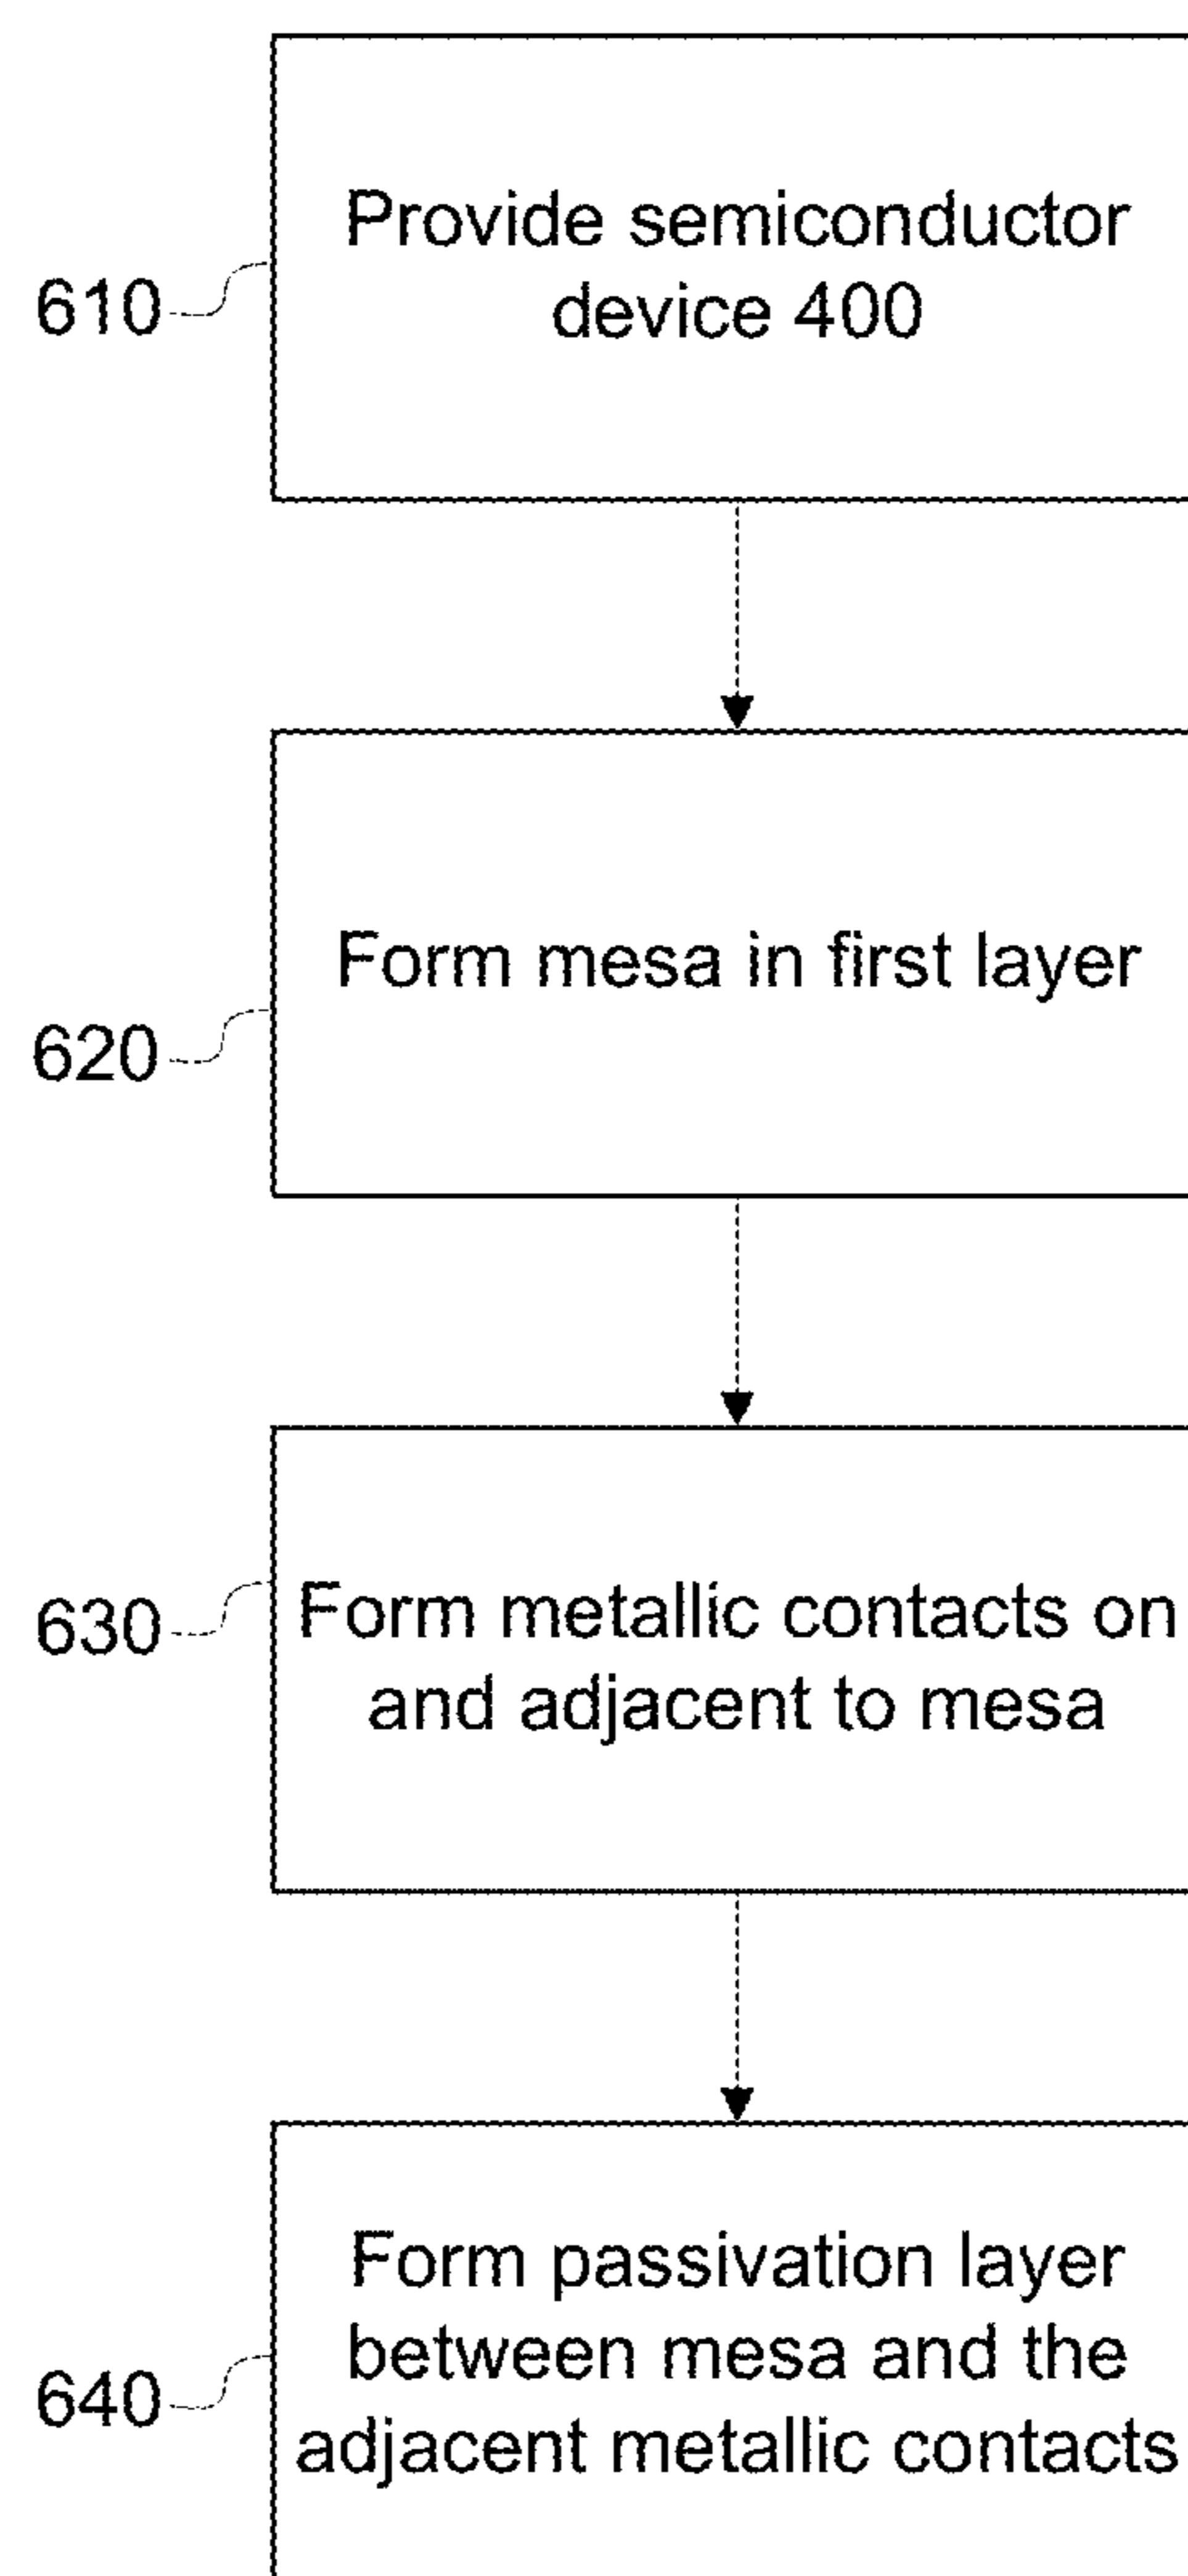 Provide semiconductor
device 400
610
Form mesa in first layer
620
Form metallic contacts on
and adjacent to mesa
630
Form passivation layer
between mesa and the
adjacent metallic contacts
640